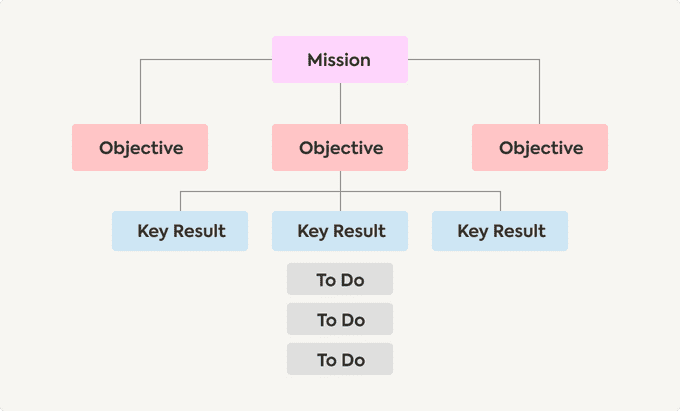 Mission
Objective
Objective
Objective
Key Result
Key Result
Key Result
To Do
To Do
To Do